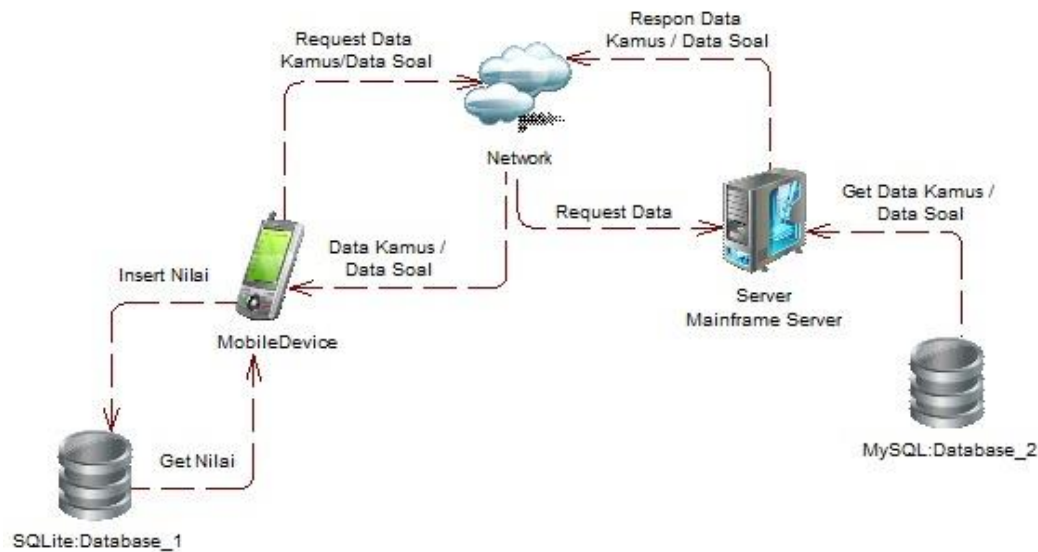 Request Data
Kamus/Data Soal
Respon Data
Kamus / Data Soal
Network
Request Data
Get Data Kamus /
Data Soal
Data Kamus /
Data Soal
Insert Nilai
Server
Mainframe Server
MobileDevice
MySQL:Database_2
Get Nilai
SQLite:Database_1